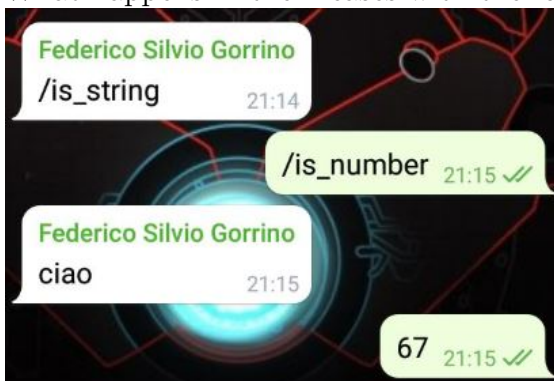 Federico Silvio Gorrino
/is_string
21:14
/is_number
21:15
Federico Silvio Gorrino
ciao
21:15
67
21:15